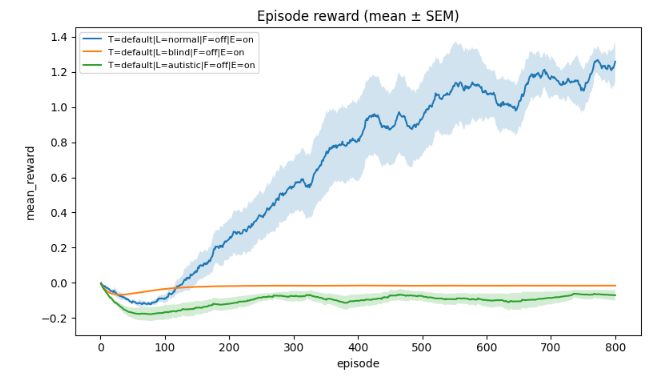 Episode reward (mean ± SEM)
T=default|L=normal|F=off|E=on
T=default|L=blind|F=off|E=on
T=default|L=autistic|F=off|E=on
1.4
1.2
1.0
0.8
0.6
0.4
0.2
0.0
−0.2
mean_reward
0 100 200 300 400 500 600 700 800
episode